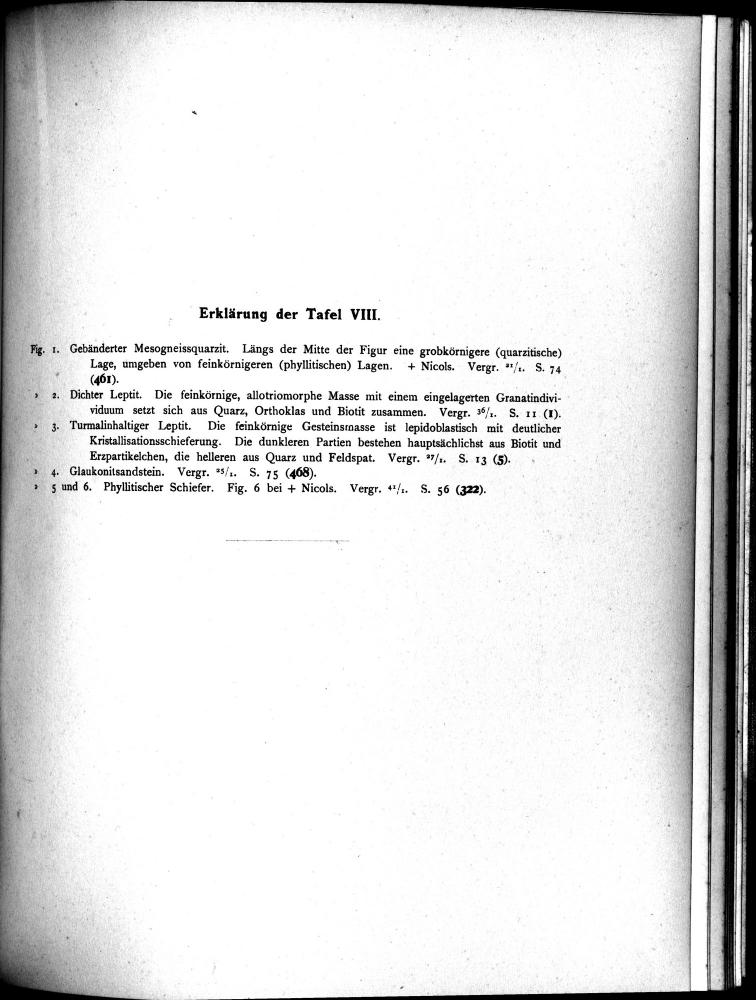 Erklärung der Tafel VIII.
Fig. 1. Gebänderter Mesogneissquarzit. Längs der Mitte der Figur eine grobkörnigere (quarzitische)
Lage, umgeben von feinkörnigeren (phyllitischen) Lagen. + Nicols. Vergr. ²¹/₁. S. 74
(461).
» 2. Dichter Leptit. Die feinkörnige, allotriomorphe Masse mit einem eingelagerten Granatindivi-
viduum setzt sich aus Quarz, Orthoklas und Biotit zusammen. Vergr. ³⁶/₁. S. 11 (1).
» 3. Turmalinhaltiger Leptit. Die feinkörnige Gesteinsmasse ist lepidoblastisch mit deutlicher
Kristallisationsschieferung. Die dunkleren Partien bestehen hauptsächlichst aus Biotit und
Erzpartikelchen, die helleren aus Quarz und Feldspat. Vergr. ²⁷/₁. S. 13 (5).
» 4. Glaukonitsandstein. Vergr. ²⁵/₁. S. 75 (468).
» 5 und 6. Phyllitischer Schiefer. Fig. 6 bei + Nicols. Vergr. ⁴¹/₁. S. 56 (322).